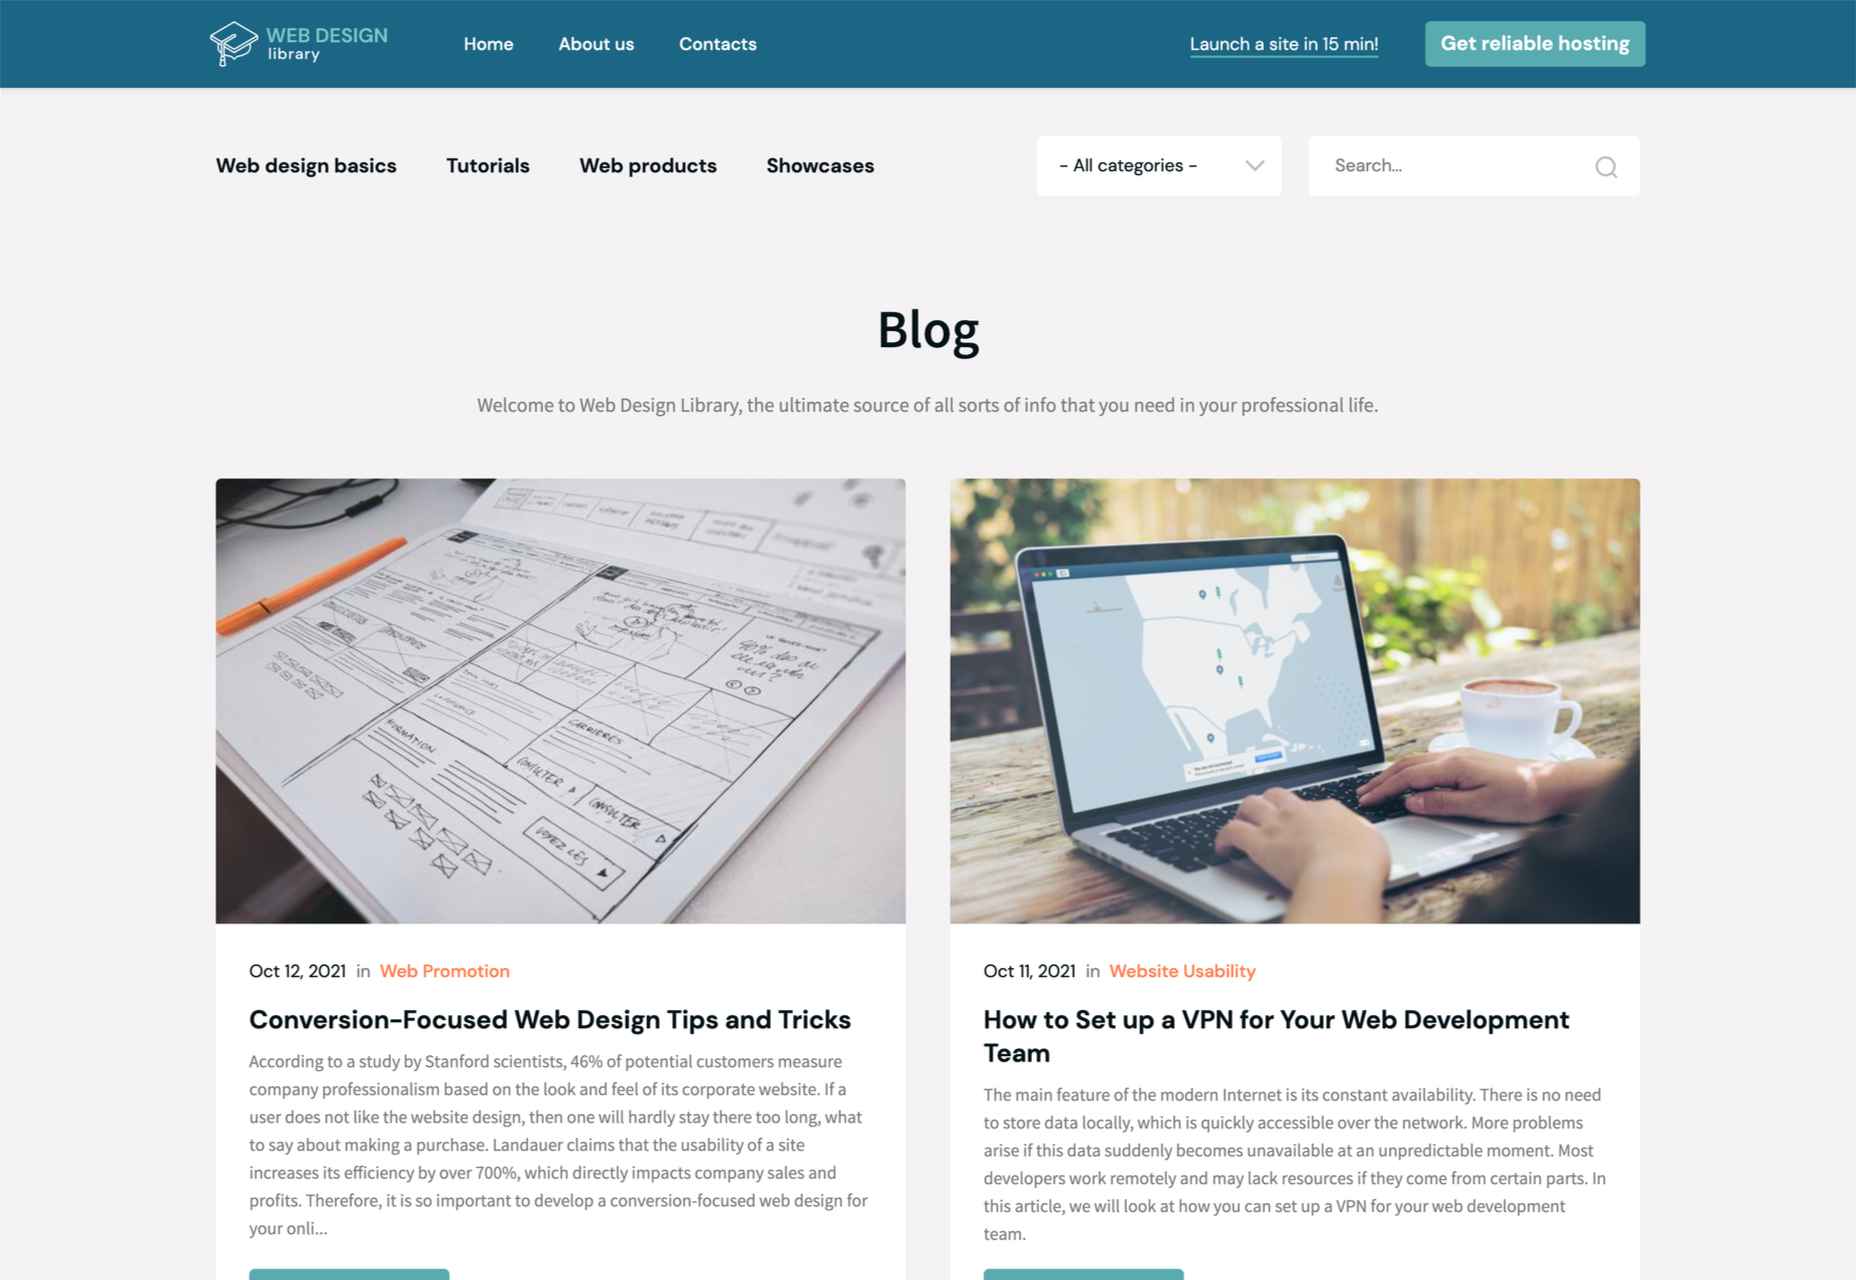 WEB DESIGN
library
Home
About us
Contacts
Launch a site in 15 min!
Get reliable hosting
Web design basics
Tutorials
Web products
Showcases
- All categories -
Search...
Blog
Welcome to Web Design Library, the ultimate source of all sorts of info that you need in your professional life.
FORMATION
CARRIERES
CONSULTER
CONSULTER
Oct 12, 2021 in Web Promotion
Conversion-Focused Web Design Tips and Tricks
According to a study by Stanford scientists, 46% of potential customers measure
company professionalism based on the look and feel of its corporate website. If a
user does not like the website design, then one will hardly stay there too long, what
to say about making a purchase. Landauer claims that the usability of a site
increases its efficiency by over 700%, which directly impacts company sales and
profits. Therefore, it is so important to develop a conversion-focused web design for
your onli...
Oct 11, 2021 in Website Usability
How to Set up a VPN for Your Web Development
Team
The main feature of the modern Internet is its constant availability. There is no need
to store data locally, which is quickly accessible over the network. More problems
arise if this data suddenly becomes unavailable at an unpredictable moment. Most
developers work remotely and may lack resources if they come from certain parts. In
this article, we will look at how you can set up a VPN for your web development
team.